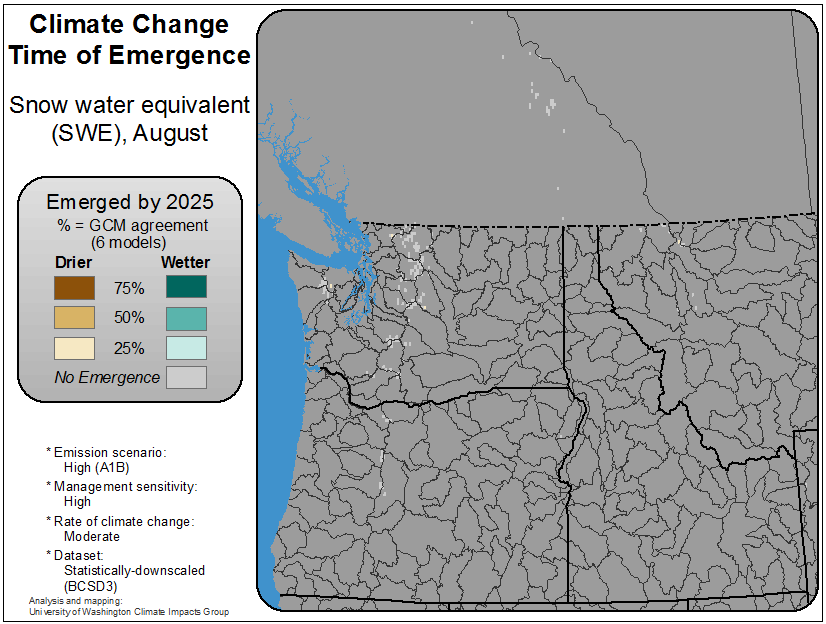 Climate Change
Time of Emergence
Snow water equivalent
(SWE), August
Emerged by 2025
% = GCM agreement
(6 models)
Drier Wetter
75%
50%
25%
No Emergence
* Emission scenario:
High (A1B)
* Management sensitivity:
High
* Rate of climate change:
Moderate
* Dataset:
Statistically-downscaled
(BCSD3)
Analysis and mapping:
University of Washington Climate Impacts Group